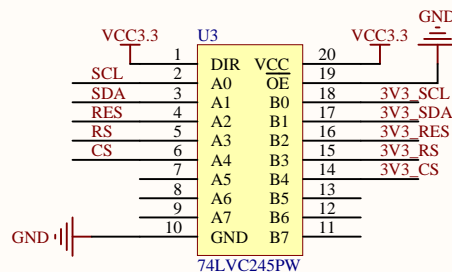 GND
U3
VCC3.3 VCC3.3
1 DIR VCC 20
SCL 2 A0 OE 19
SDA 3 A1 B0 18 3V3_SCL
RES 4 A2 B1 17 3V3_SDA
RS 5 A3 B2 16 3V3_RES
CS 6 A4 B3 15 3V3_RS
7 A5 B4 14 3V3_CS
8 A6 B5 13
9 A7 B6 12
GND 10 GND B7 11
74LVC245PW